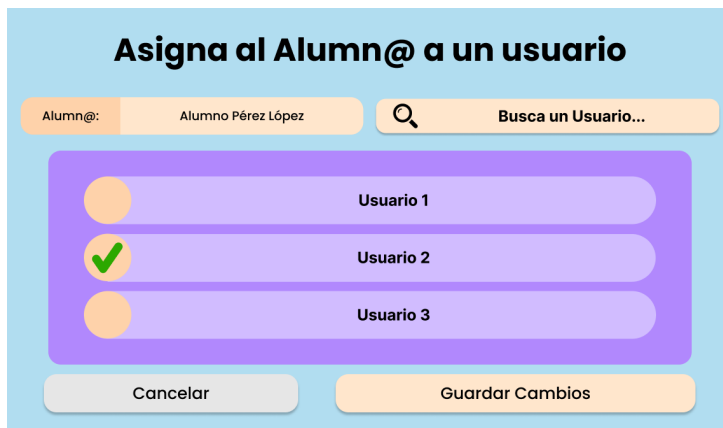 Asigna al Alumn@ a un usuario
Alumn@:
Alumno Pérez López
Busca un Usuario...
Usuario 1
Usuario 2
Usuario 3
Cancelar
Guardar Cambios